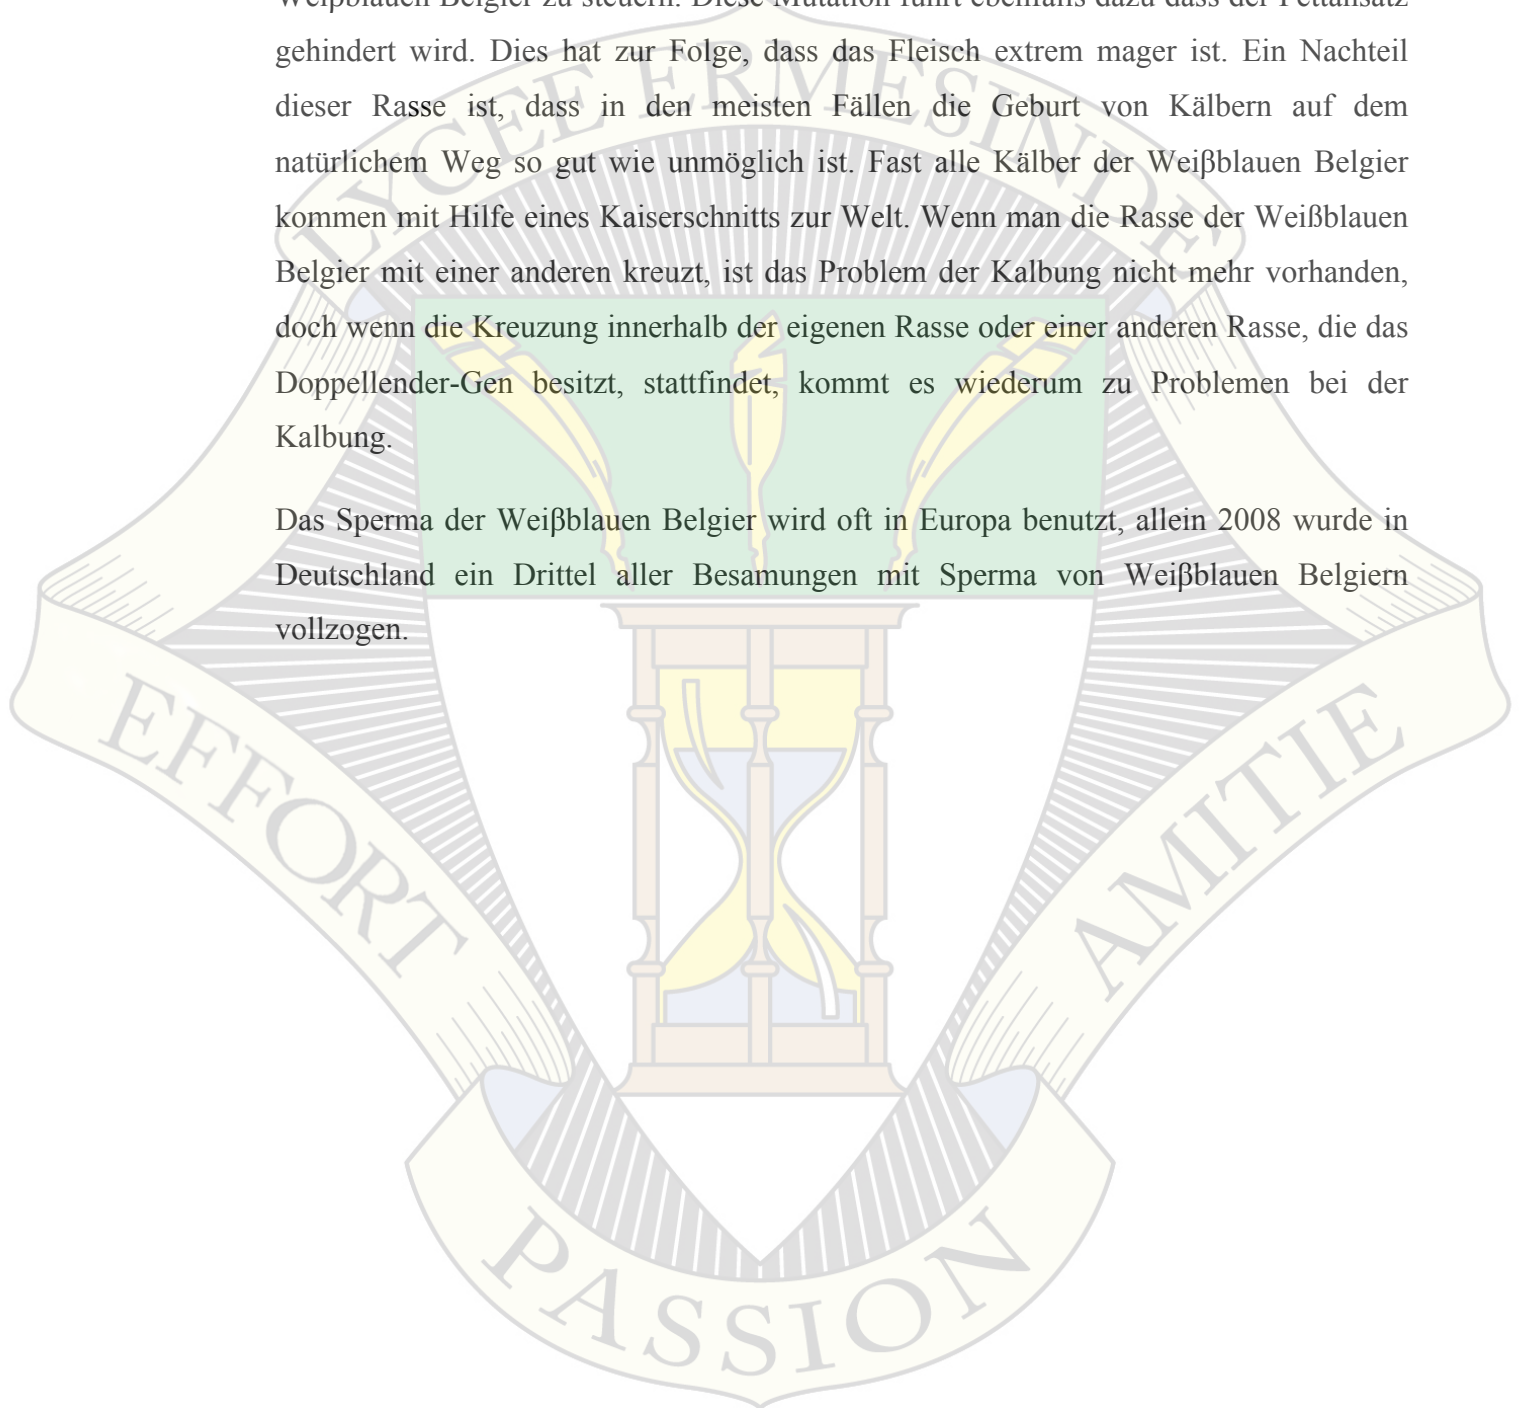 Weiβblauen Belgier zu steuern. Diese Mutation führt ebenfalls dazu dass der Fettansatz
gehindert wird. Dies hat zur Folge, dass das Fleisch extrem mager ist. Ein Nachteil
dieser Rasse ist, dass in den meisten Fällen die Geburt von Kälbern auf dem
natürlichem Weg so gut wie unmöglich ist. Fast alle Kälber der Weiβblauen Belgier
kommen mit Hilfe eines Kaiserschnitts zur Welt. Wenn man die Rasse der Weißblauen
Belgier mit einer anderen kreuzt, ist das Problem der Kalbung nicht mehr vorhanden,
doch wenn die Kreuzung innerhalb der eigenen Rasse oder einer anderen Rasse, die das
Doppellender-Gen besitzt, stattfindet, kommt es wiederum zu Problemen bei der
Kalbung.
Das Sperma der Weiβblauen Belgier wird oft in Europa benutzt, allein 2008 wurde in
Deutschland ein Drittel aller Besamungen mit Sperma von Weiβblauen Belgiern
vollzogen.
LYCEE ERMESINDE
EFFORT
AMITIE
PASSION